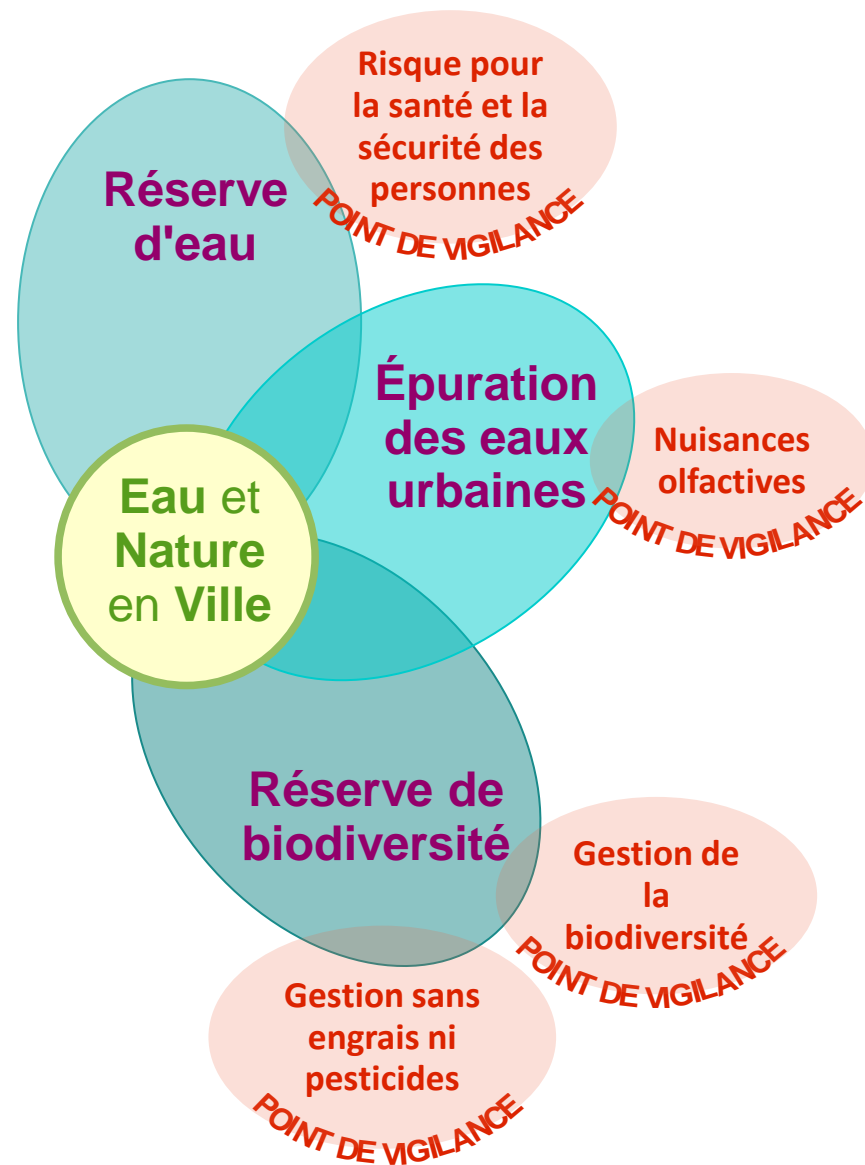 Risque pour
la santé et la
sécurité des
personnes
POINT DE VIGILANCE
Réserve
d'eau
Épuration
des eaux
urbaines
Nuisances
olfactives
POINT DE VIGILANCE
Eau et
Nature
en Ville
Réserve de
biodiversité
Gestion de
la
biodiversité
POINT DE VIGILANCE
Gestion sans
engrais ni
pesticides
POINT DE VIGILANCE